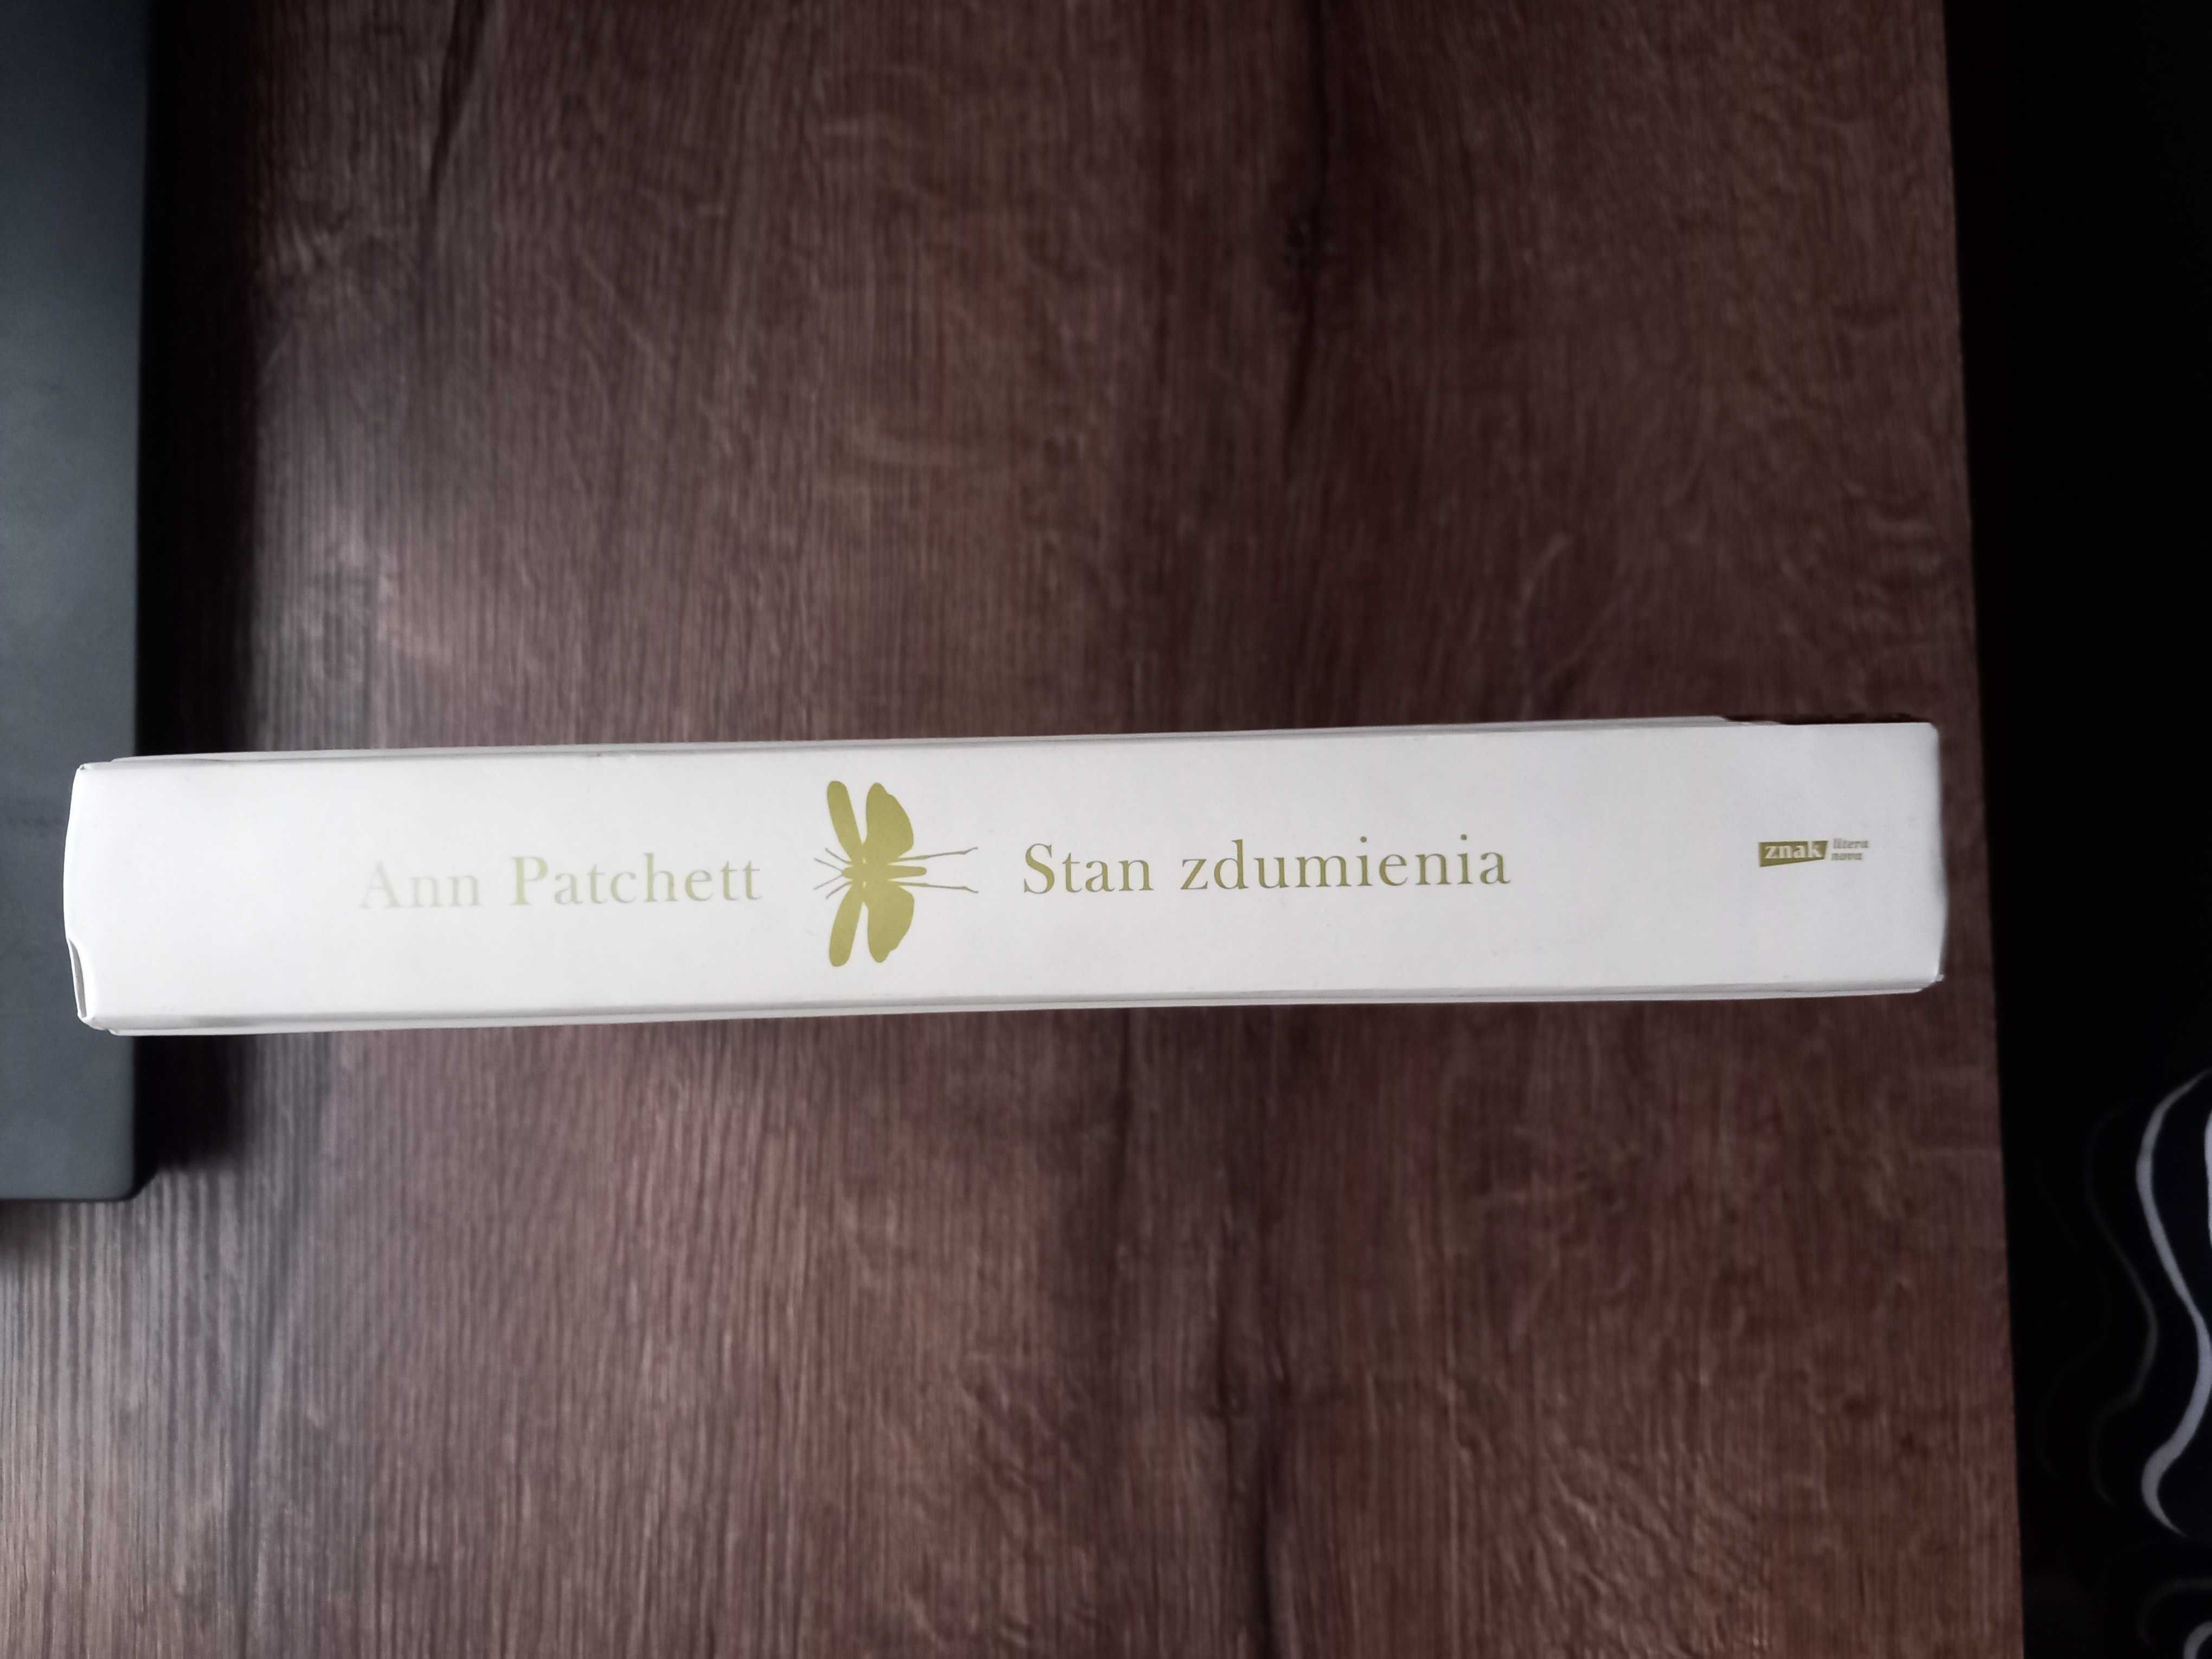 Ann Patchett
Stan zdumienia
znak
litera
nova